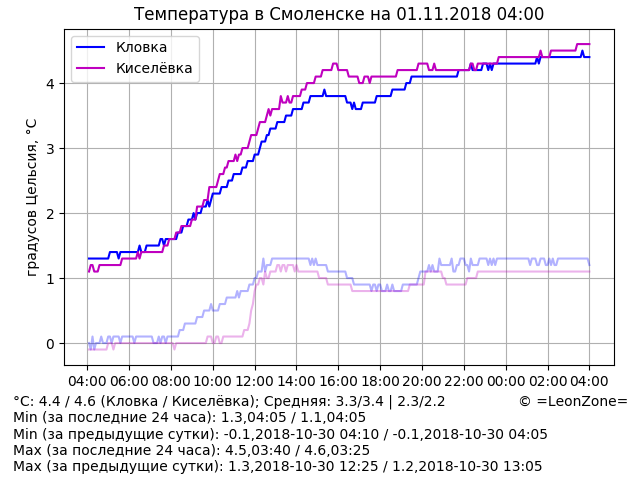 Температура в Смоленске на 01.11.2018 04:00
Кловка
Киселёвка
градусов Цельсия, °C
4
3
2
1
0
04:00 06:00 08:00 10:00 12:00 14:00 16:00 18:00 20:00 22:00 00:00 02:00 04:00
°C: 4.4 / 4.6 (Кловка / Киселёвка); Средняя: 3.3/3.4 | 2.3/2.2 © =LeonZone=
Min (за последние 24 часа): 1.3,04:05 / 1.1,04:05
Min (за предыдущие сутки): -0.1,2018-10-30 04:10 / -0.1,2018-10-30 04:05
Max (за последние 24 часа): 4.5,03:40 / 4.6,03:25
Max (за предыдущие сутки): 1.3,2018-10-30 12:25 / 1.2,2018-10-30 13:05